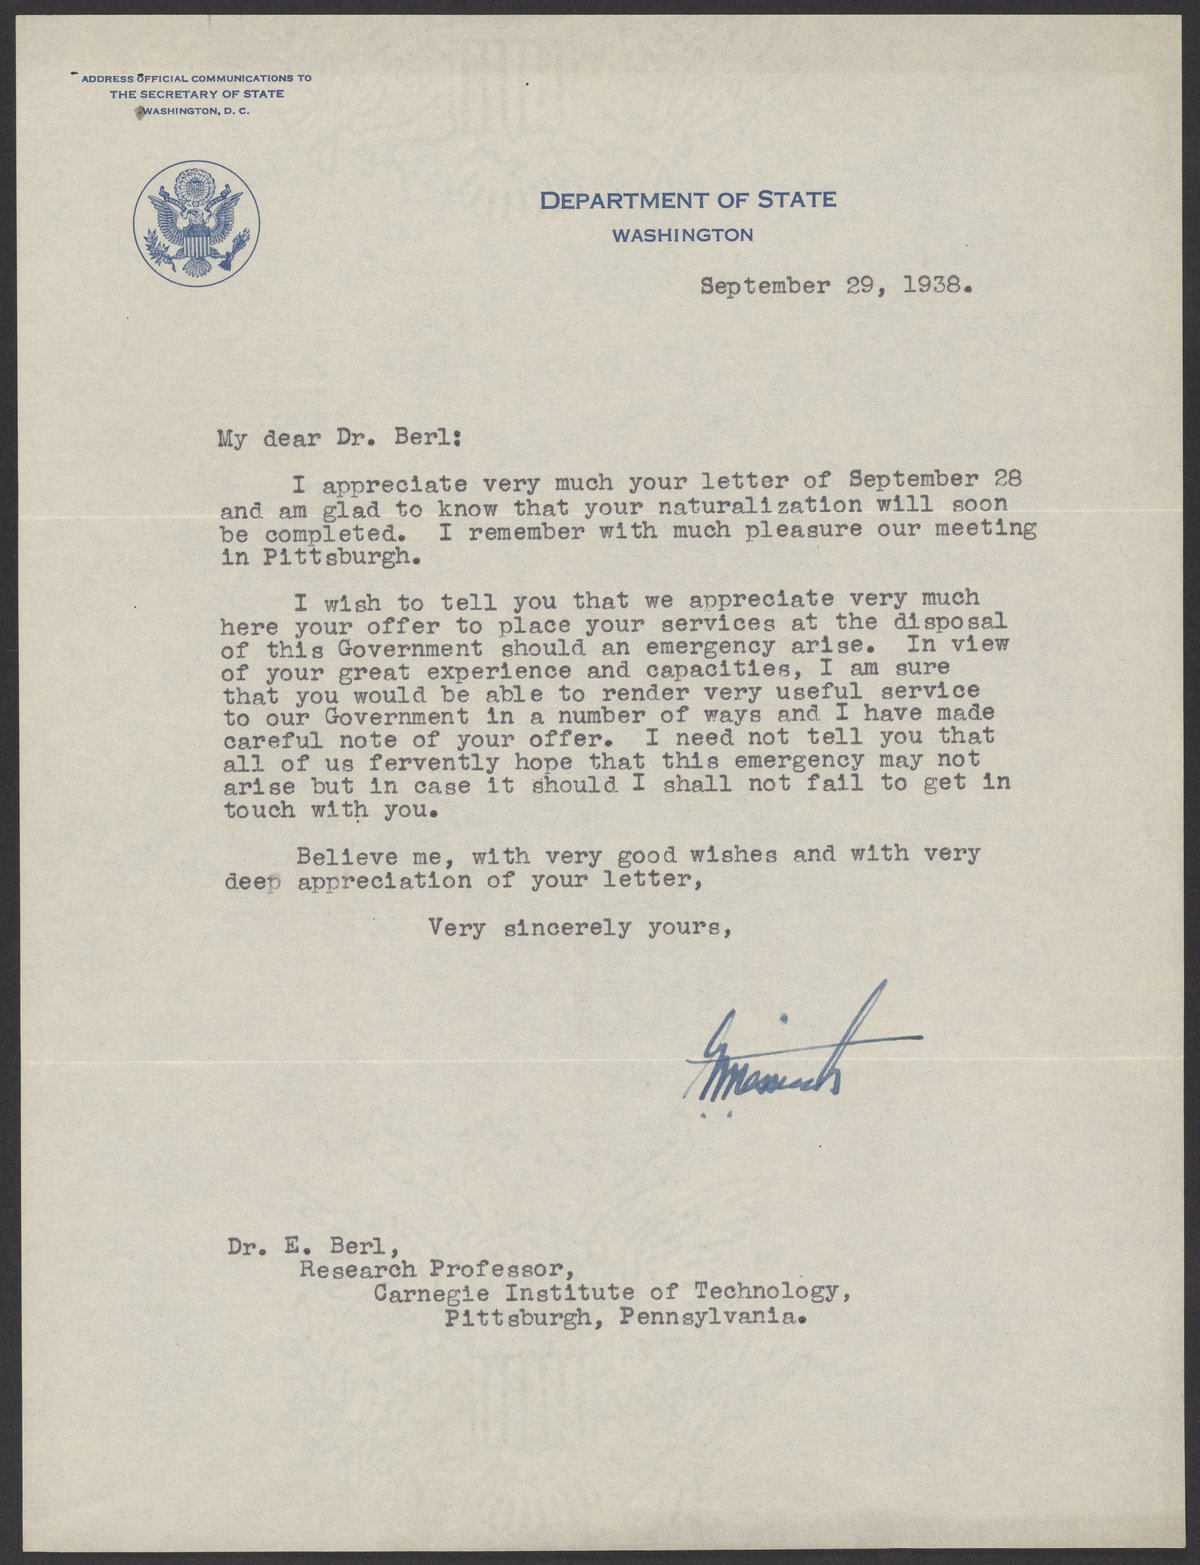 ADDRESS OFFICIAL COMMUNICATIONS TO
THE SECRETARY OF STATE
WASHINGTON, D. C.
DEPARTMENT OF STATE
WASHINGTON
September 29, 1938.
My dear Dr. Berl:
I appreciate very much your letter of September 28
and am glad to know that your naturalization will soon
be completed. I remember with much pleasure our meeting
in Pittsburgh.
I wish to tell you that we appreciate very much
here your offer to place your services at the disposal
of this Government should an emergency arise. In view
of your great experience and capacities, I am sure
that you would be able to render very useful service
to our Government in a number of ways and I have made
careful note of your offer. I need not tell you that
all of us fervently hope that this emergency may not
arise but in case it should I shall not fail to get in
touch with you.
Believe me, with very good wishes and with very
deep appreciation of your letter,
Very sincerely yours,
Dr. E. Berl,
Research Professor,
Carnegie Institute of Technology,
Pittsburgh, Pennsylvania.